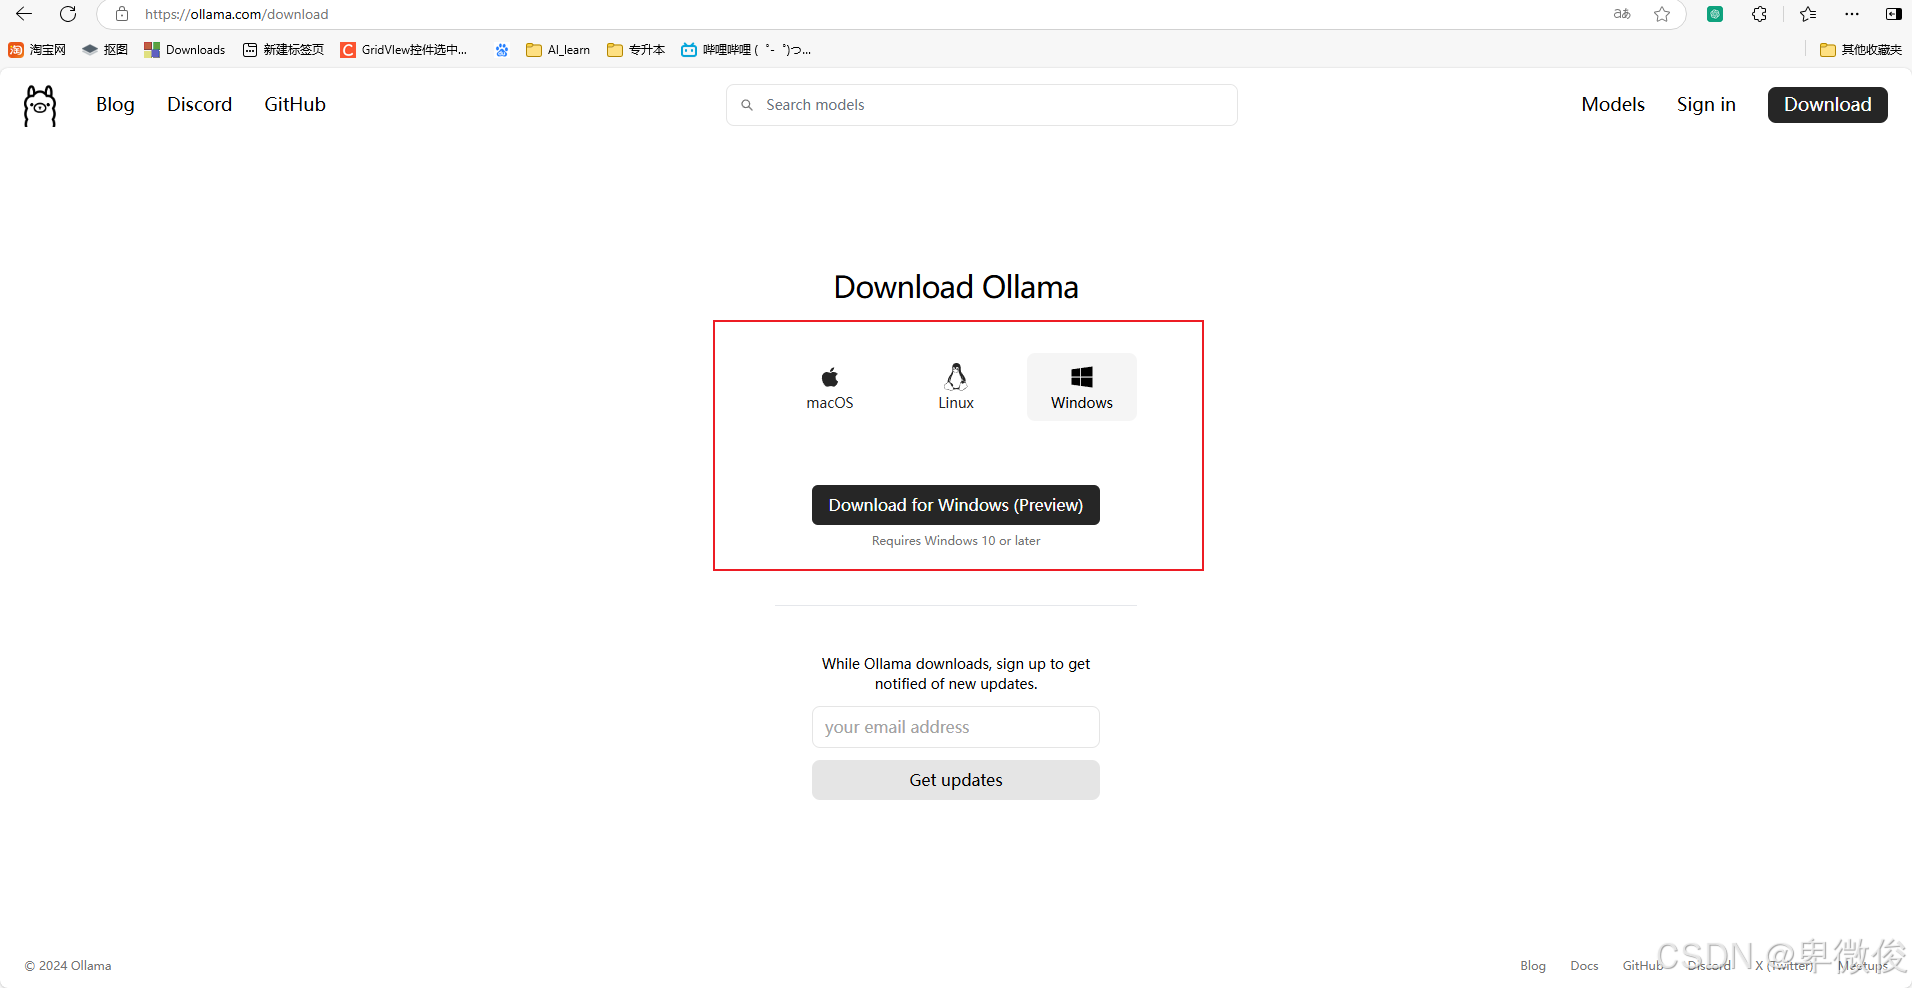 https://ollama.com/download
aあ
淘 淘宝网
抠图
Downloads
新建标签页
C GridVIew控件选中...
AI_learn
专升本
哔哩哔哩 ( ゜- ゜)つ...
其他收藏夹
Blog
Discord
GitHub
Search models
Models
Sign in
Download
Download Ollama
macOS
Linux
Windows
Download for Windows (Preview)
Requires Windows 10 or later
While Ollama downloads, sign up to get
notified of new updates.
your email address
Get updates
© 2024 Ollama
Blog
Docs
GitHub
Discord
X (Twitter)
Meetups
CSDN @卑微俊